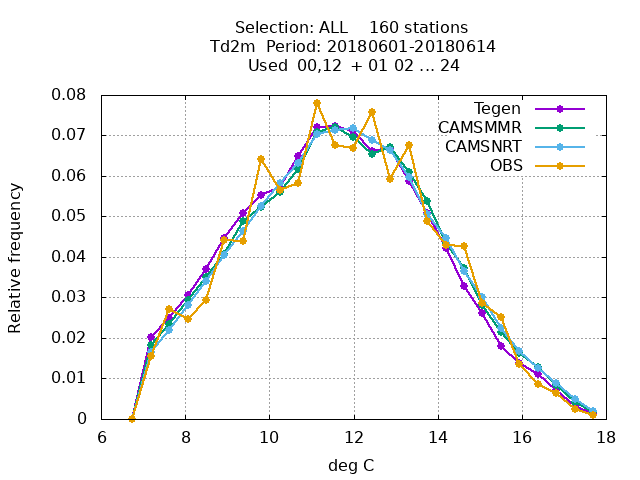 Selection: ALL    160 stations
Td2m  Period: 20180601-20180614
Used  00,12  + 01 02 ... 24
0.08
0.07
0.06
0.05
0.04
0.03
0.02
0.01
0
Relative frequency
Tegen
CAMSMMR
CAMSNRT
OBS
6 8 10 12 14 16 18
deg C